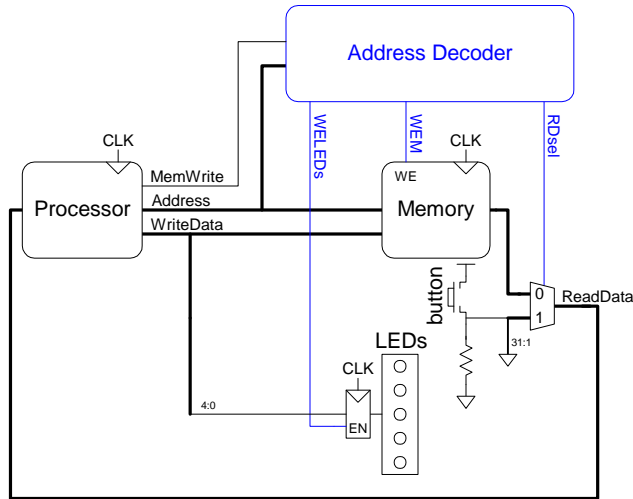 Address Decoder
WELEDs
WEM
RDsel
CLK
CLK
MemWrite
WE
Processor
Address
Memory
WriteData
button
0
ReadData
1
31:1
LEDs
CLK
4:0
EN